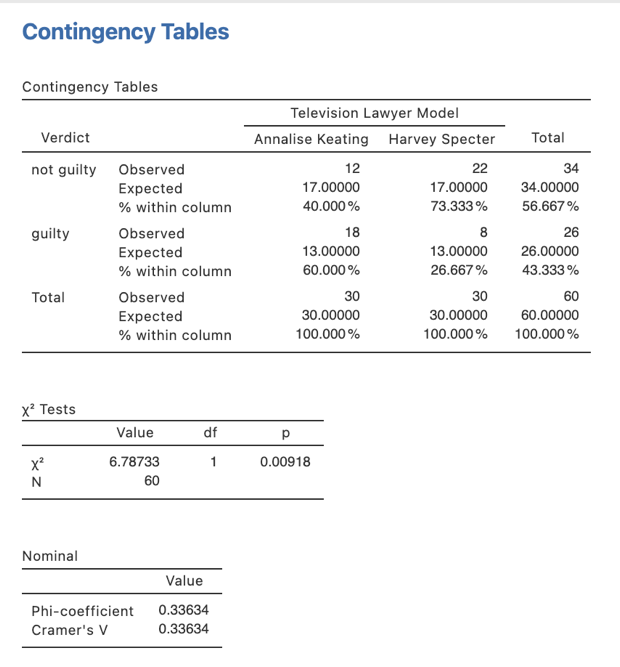 Contingency Tables
Contingency Tables
Television Lawyer Model
Verdict Annalise Keating Harvey Specter Total
not guilty Observed 12 22 34
Expected 17.00000 17.00000 34.00000
% within column 40.000% 73.333% 56.667%
guilty Observed 18 8 26
Expected 13.00000 13.00000 26.00000
% within column 60.000% 26.667% 43.333%
Total Observed 30 30 60
Expected 30.00000 30.00000 60.00000
% within column 100.000% 100.000% 100.000%
χ² Tests
Value df p
χ² 6.78733 1 0.00918
N 60
Nominal
Value
Phi-coefficient 0.33634
Cramer's V 0.33634